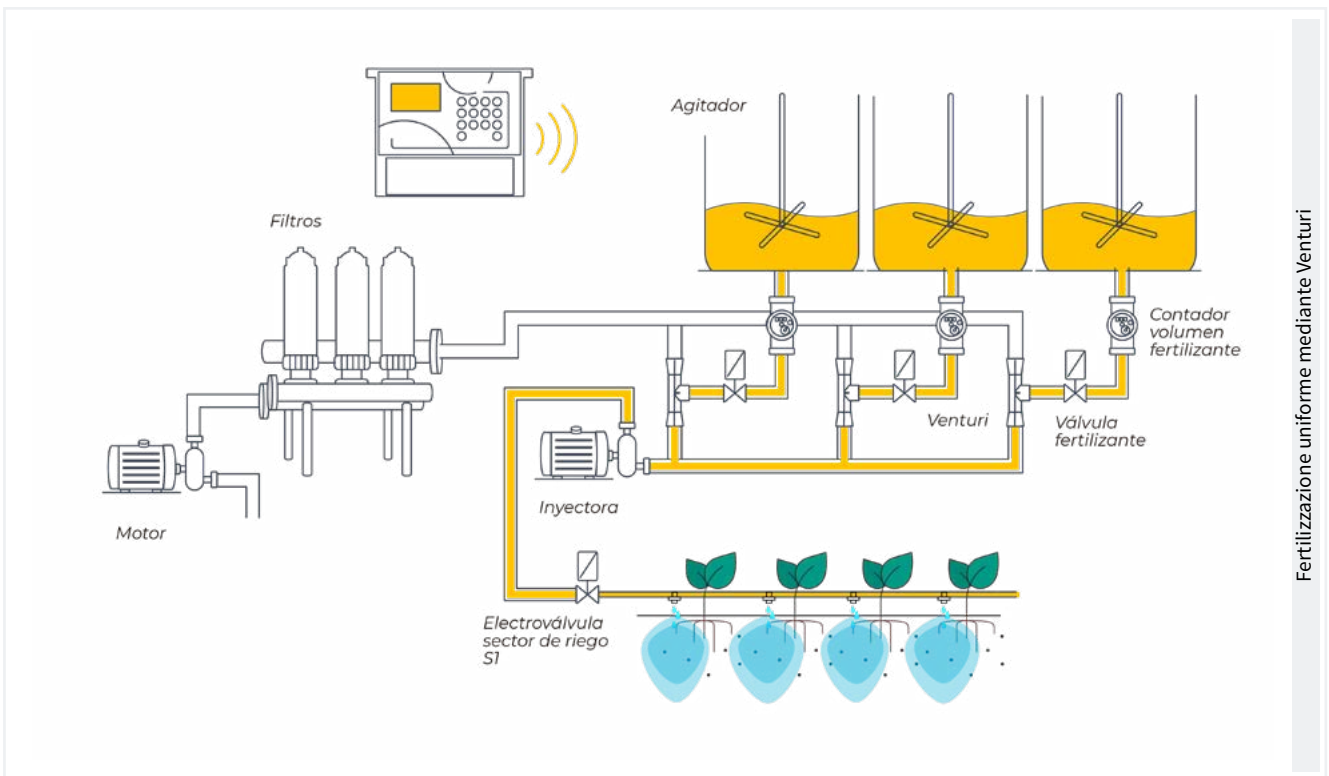 Agitador
Filtros
Contador
volumen
fertilizante
Venturi
Válvula
fertilizante
Inyectora
Motor
Electroválvula
sector de riego
S1
Fertilizzazione uniforme mediante Venturi